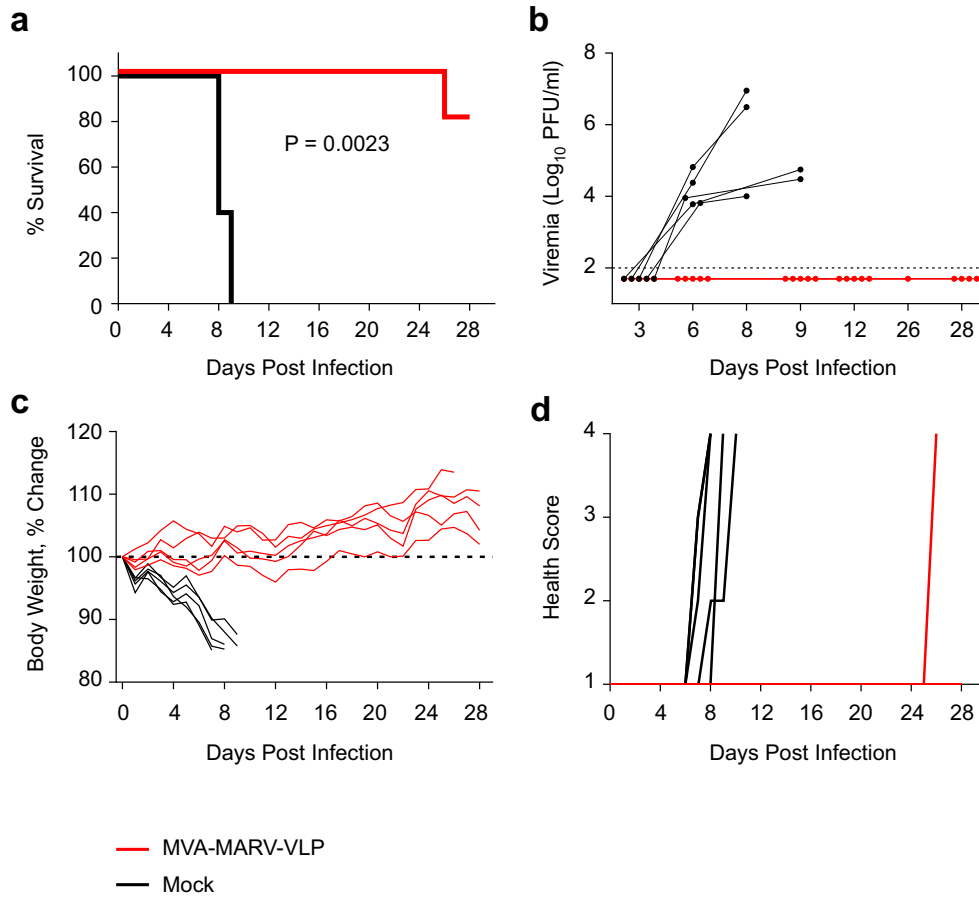 a
100
80
60
40
20
0
% Survival
P = 0.0023
0 4 8 12 16 20 24 28
Days Post Infection
b
8
6
4
2
Viremia (Log10 PFU/ml)
3 6 8 9 12 26 28
Days Post Infection
c
120
110
100
90
80
Body Weight, % Change
0 4 8 12 16 20 24 28
Days Post Infection
d
4
3
2
1
Health Score
0 4 8 12 16 20 24 28
Days Post Infection
MVA-MARV-VLP
Mock